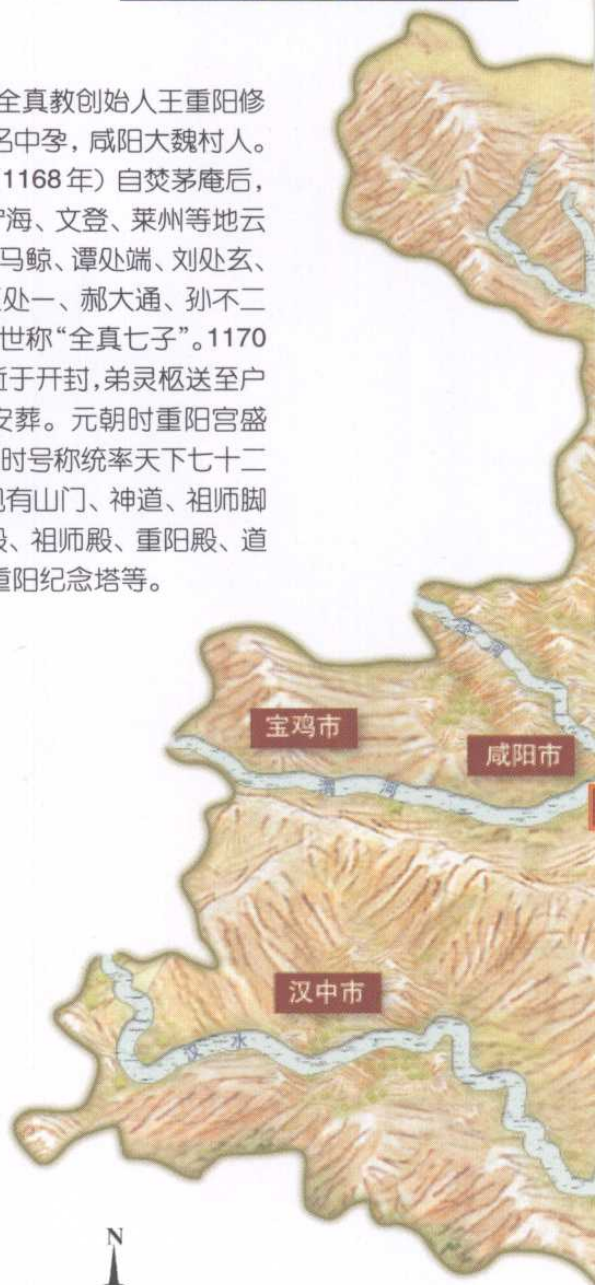 全真教创始人王重阳修
名中孚，咸阳大魏村人。
1168年）自焚茅庵后，
宁海、文登、莱州等地云
马鲸、谭处端、刘处玄、
王处一、郝大通、孙不二
世称“全真七子”。1170
逝于开封，弟灵柩送至户
安葬。元朝时重阳宫盛
时号称统率天下七十二
现有山门、神道、祖师脚
殿、祖师殿、重阳殿、道
重阳纪念塔等。
泾河
宝鸡市
咸阳市
渭河
汉中市
汉水
N